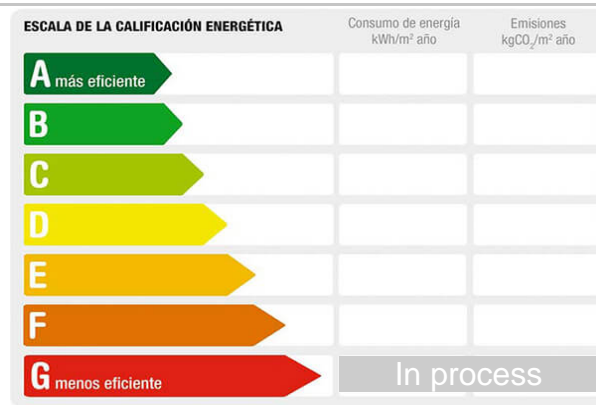 ESCALA DE LA CALIFICACIÓN ENERGÉTICA
Consumo de energía
kWh/m² año
Emisiones
kgCO₂/m² año
A más eficiente
B
C
D
E
F
G menos eficiente
In process